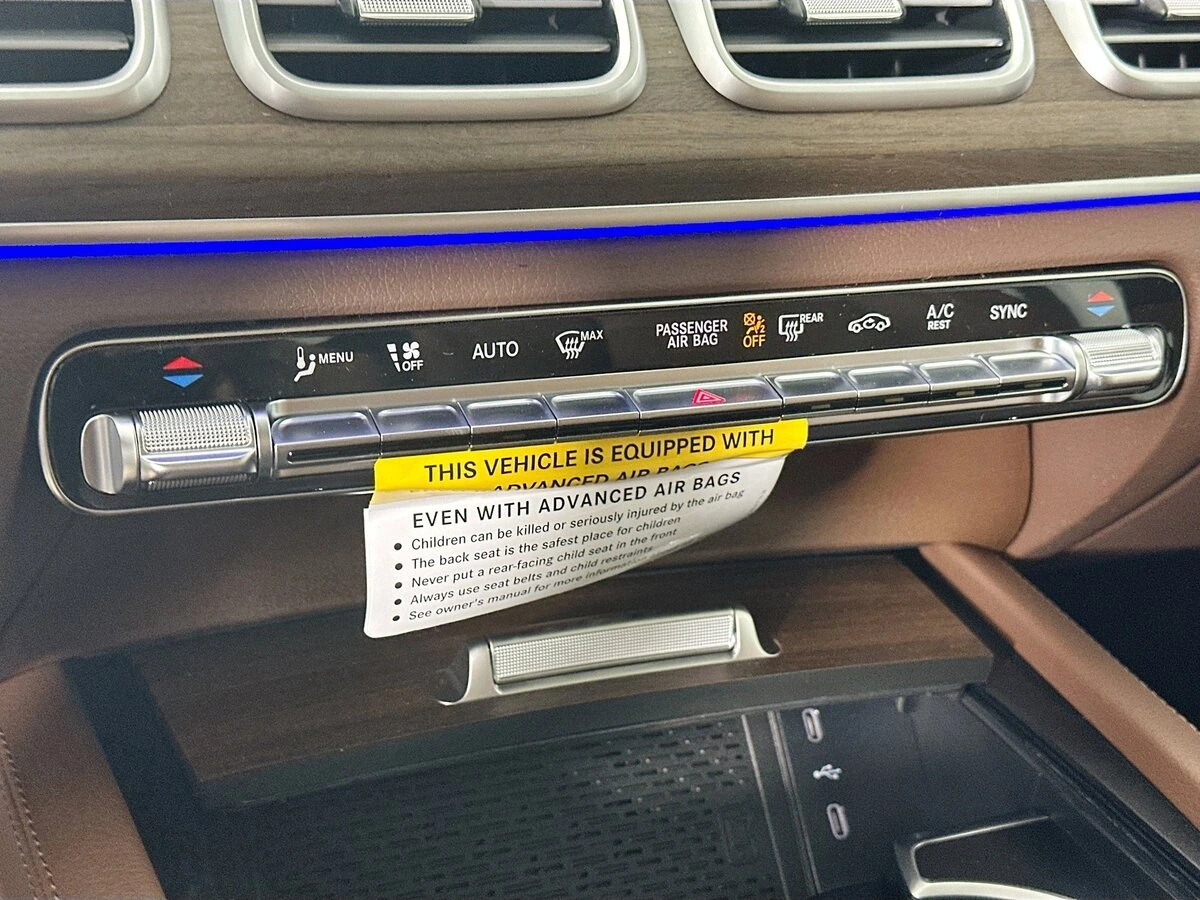 MENU
OFF
AUTO
MAX
PASSENGER
AIR BAG
OFF
REAR
A/C
REST
SYNC
THIS VEHICLE IS EQUIPPED WITH
ADVANCED AIR BAGS
EVEN WITH ADVANCED AIR BAGS
• Children can be killed or seriously injured by the air bag
• The back seat is the safest place for children
• Never put a rear-facing child seat in the front
• Always use seat belts and child restraints
• See owner's manual for more information